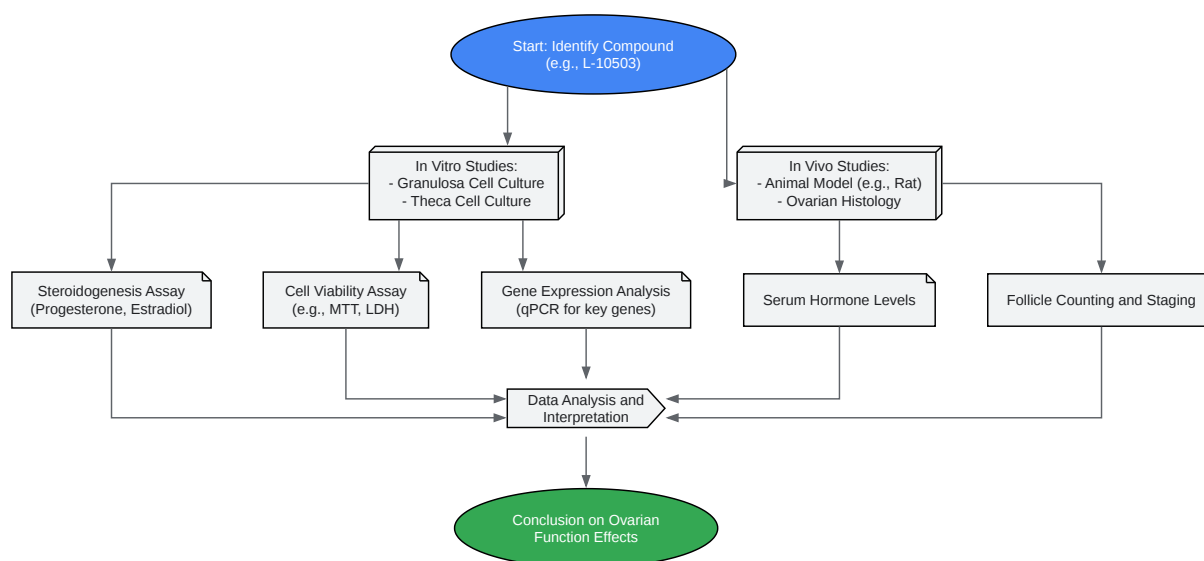 Start: Identify Compound
(e.g., L-10503)
In Vitro Studies:
- Granulosa Cell Culture
- Theca Cell Culture
In Vivo Studies:
- Animal Model (e.g., Rat)
- Ovarian Histology
Steroidogenesis Assay
(Progesterone, Estradiol)
Cell Viability Assay
(e.g., MTT, LDH)
Gene Expression Analysis
(qPCR for key genes)
Serum Hormone Levels
Follicle Counting and Staging
Data Analysis and
Interpretation
Conclusion on Ovarian
Function Effects